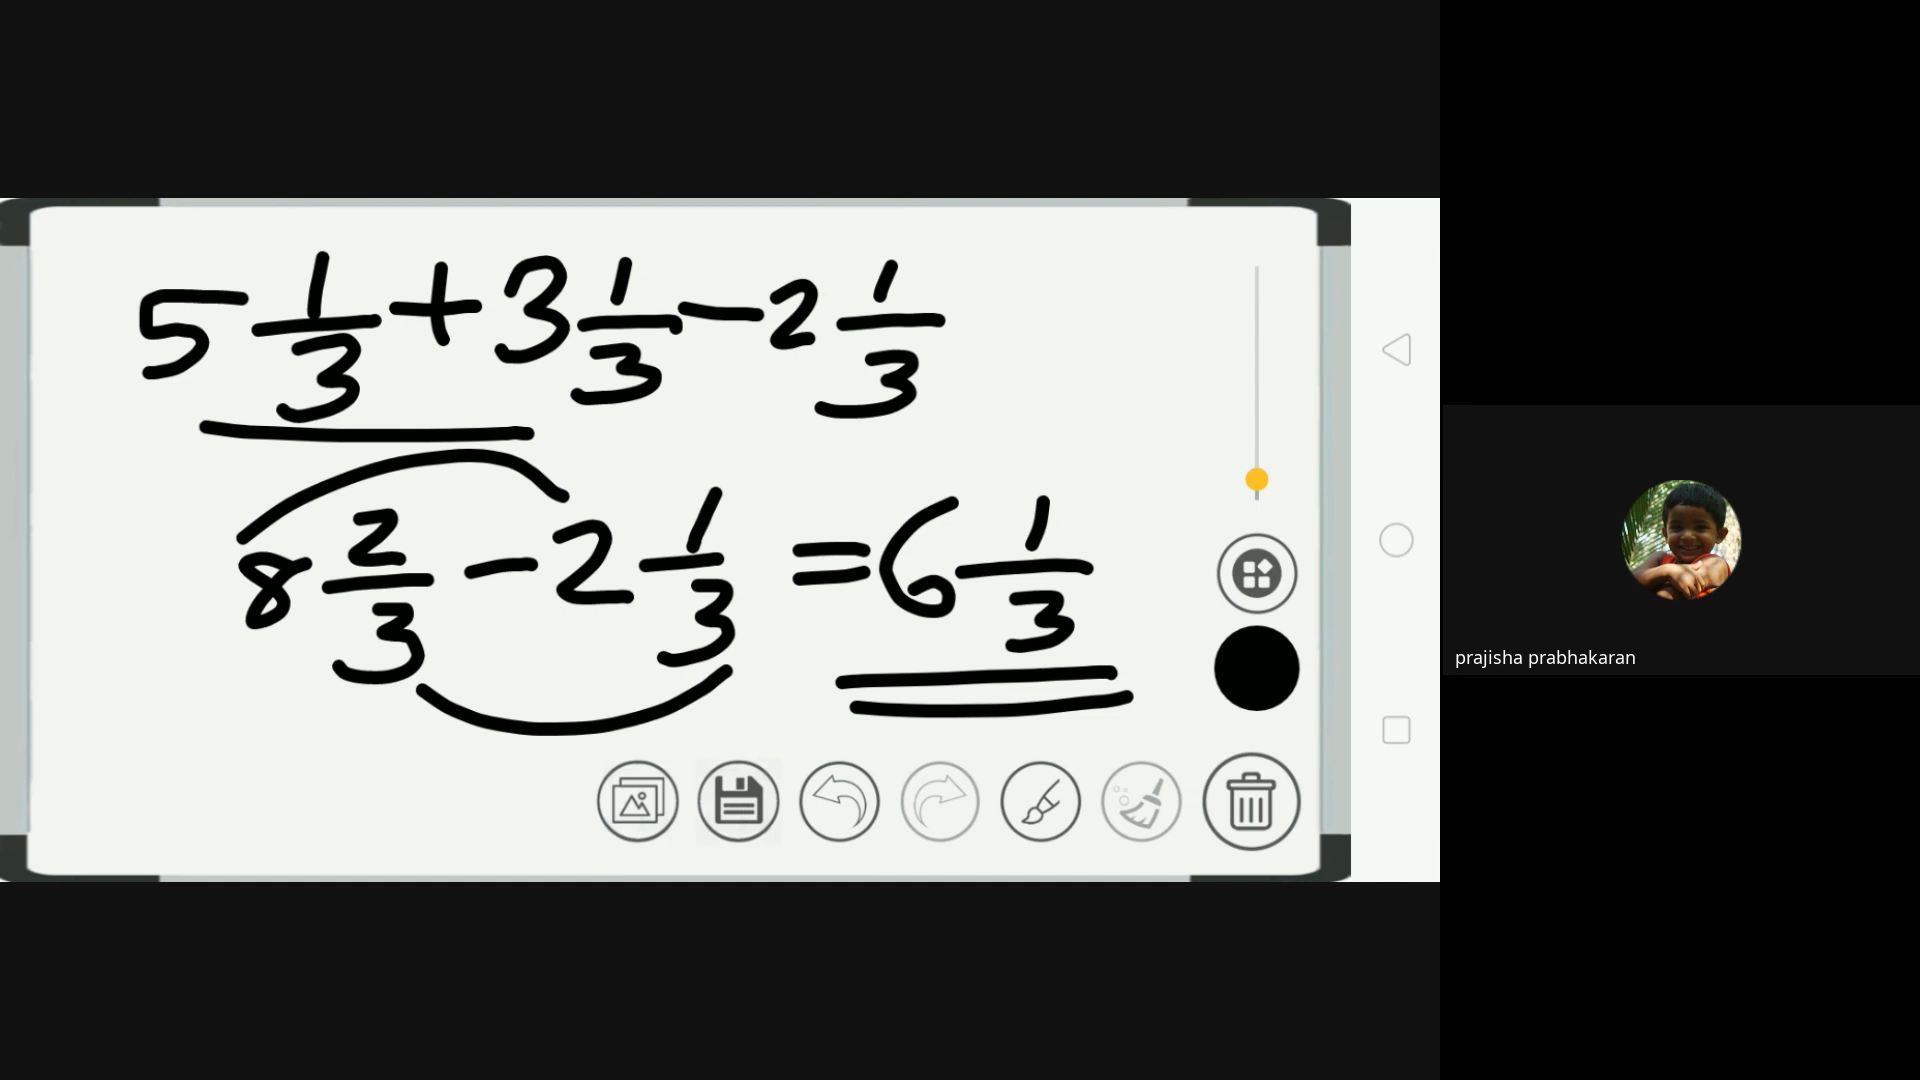 5 1/3 + 3 1/3 - 2 1/3
8 2/3 - 2 1/3 = 6 1/3
prajisha prabhakaran